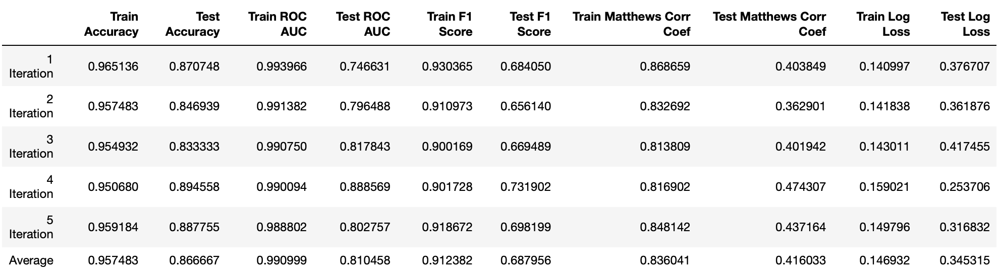 Train Test Train ROC Test ROC Train F1 Test F1 Train Matthews Corr Test Matthews Corr Train Log Test Log
Accuracy Accuracy AUC AUC Score Score Coef Coef Loss Loss
1
Iteration 0.965136 0.870748 0.993966 0.746631 0.930365 0.684050 0.868659 0.403849 0.140997 0.376707
2
Iteration 0.957483 0.846939 0.991382 0.796488 0.910973 0.656140 0.832692 0.362901 0.141838 0.361876
3
Iteration 0.954932 0.833333 0.990750 0.817843 0.900169 0.669489 0.813809 0.401942 0.143011 0.417455
4
Iteration 0.950680 0.894558 0.990094 0.888569 0.901728 0.731902 0.816902 0.474307 0.159021 0.253706
5
Iteration 0.959184 0.887755 0.988802 0.802757 0.918672 0.698199 0.848142 0.437164 0.149796 0.316832
Average 0.957483 0.866667 0.990999 0.810458 0.912382 0.687956 0.836041 0.416033 0.146932 0.345315